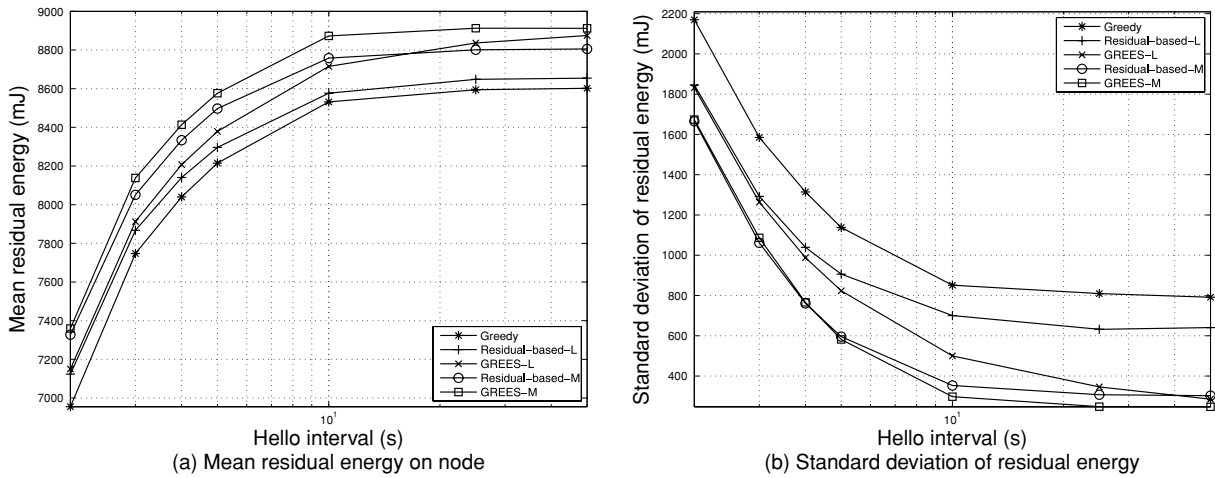 9000
8800
8600
8400
8200
8000
7800
7600
7400
7200
7000
Mean residual energy (mJ)
10¹
Greedy
Residual−based−L
GREES−L
Residual−based−M
GREES−M
Hello interval (s)
(a) Mean residual energy on node
2200
2000
1800
1600
1400
1200
1000
800
600
400
Standard deviation of residual energy (mJ)
Greedy
Residual−based−L
GREES−L
Residual−based−M
GREES−M
10¹
Hello interval (s)
(b) Standard deviation of residual energy